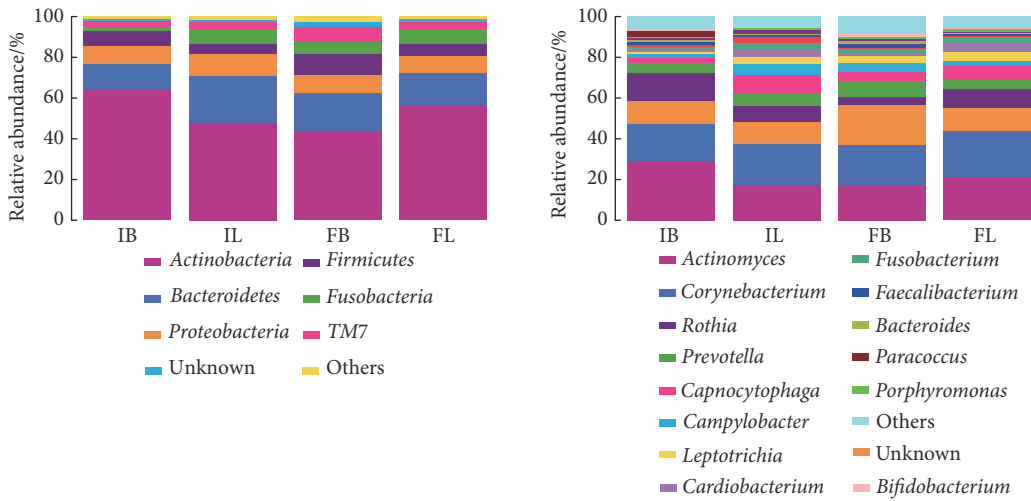 Relative abundance/%
100
80
60
40
20
0
IB IL FB FL
Actinobacteria Firmicutes
Bacteroidetes Fusobacteria
Proteobacteria TM7
Unknown Others
Relative abundance/%
100
80
60
40
20
0
IB IL FB FL
Actinomyces Fusobacterium
Corynebacterium Faecalibacterium
Rothia Bacteroides
Prevotella Paracoccus
Capnocytophaga Porphyromonas
Campylobacter Others
Leptotrichia Unknown
Cardiobacterium Bifidobacterium